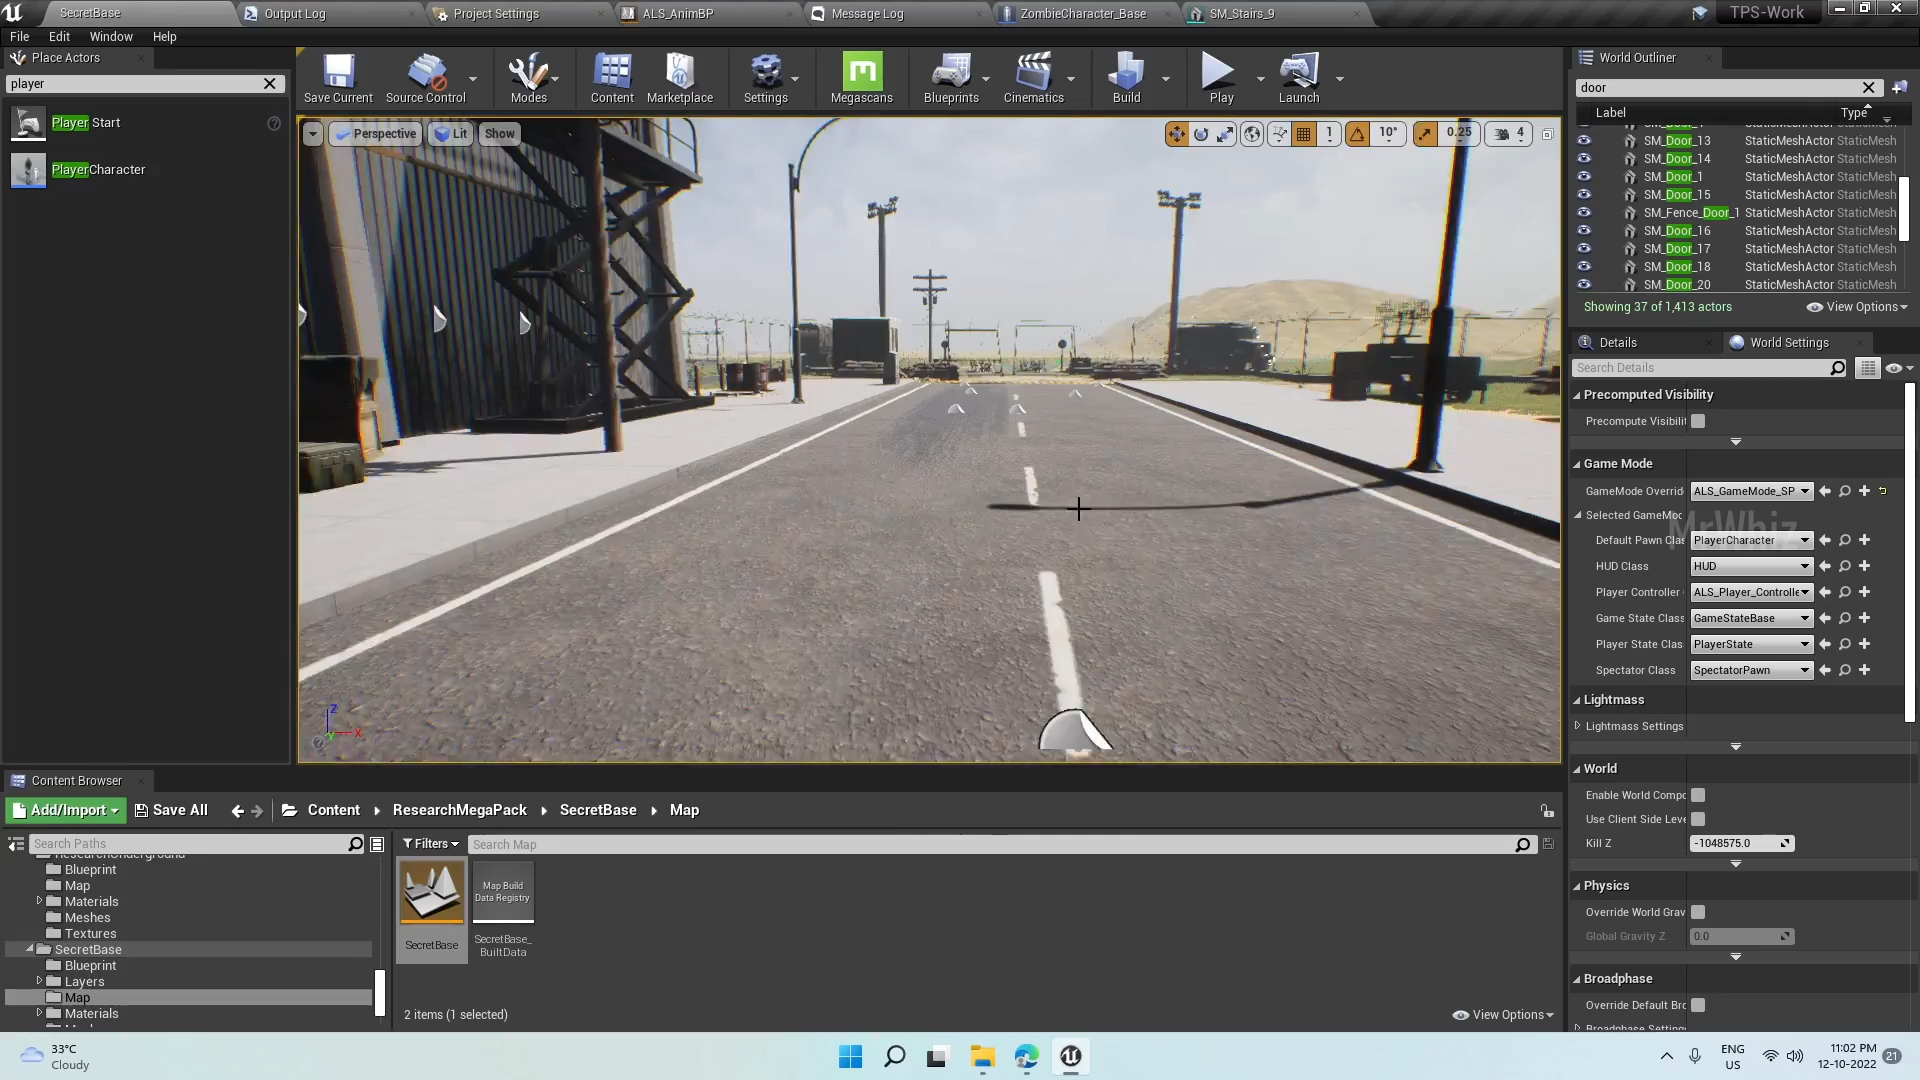 SecretBase
Output Log
Project Settings
ALS_AnimBP
Message Log
ZombieCharacter_Base
SM_Stairs_9
TPS-Work
File Edit Window Help
Place Actors
player
Player Start
PlayerCharacter
Save Current
Source Control
Modes
Content
Marketplace
Settings
Megascans
Blueprints
Cinematics
Build
Play
Launch
Perspective
Lit
Show
1
10°
0.25
4
Z
X
Y
World Outliner
door
Label Type
SM_Door_13 StaticMeshActor StaticMesh
SM_Door_14 StaticMeshActor StaticMesh
SM_Door_1 StaticMeshActor StaticMesh
SM_Door_15 StaticMeshActor StaticMesh
SM_Fence_Door_1 StaticMeshActor StaticMesh
SM_Door_16 StaticMeshActor StaticMesh
SM_Door_17 StaticMeshActor StaticMesh
SM_Door_18 StaticMeshActor StaticMesh
SM_Door_20 StaticMeshActor StaticMesh
Showing 37 of 1,413 actors
View Options
Details
World Settings
Search Details
Precomputed Visibility
Precompute Visibilit
Game Mode
GameMode Overrid ALS_GameMode_SP
Selected GameMod
MrWhiz
Default Pawn Clas PlayerCharacter
HUD Class HUD
Player Controller ALS_Player_Controlle
Game State Class GameStateBase
Player State Clas PlayerState
Spectator Class SpectatorPawn
Lightmass
Lightmass Settings
World
Enable World Compo
Use Client Side Leve
Kill Z -1048575.0
Physics
Override World Grav
Global Gravity Z 0.0
Broadphase
Override Default Bro
Broadphase Settings
Content Browser
Add/Import
Save All
Content
ResearchMegaPack
SecretBase
Map
Search Paths
Filters
Search Map
ResearchUnderground
Blueprint
Map
Materials
Meshes
Textures
SecretBase
Blueprint
Layers
Map
Materials
Map Build
Data Registry
SecretBase
SecretBase_
BuiltData
2 items (1 selected)
View Options
33°C
Cloudy
ENG
US
11:02 PM
12-10-2022
21